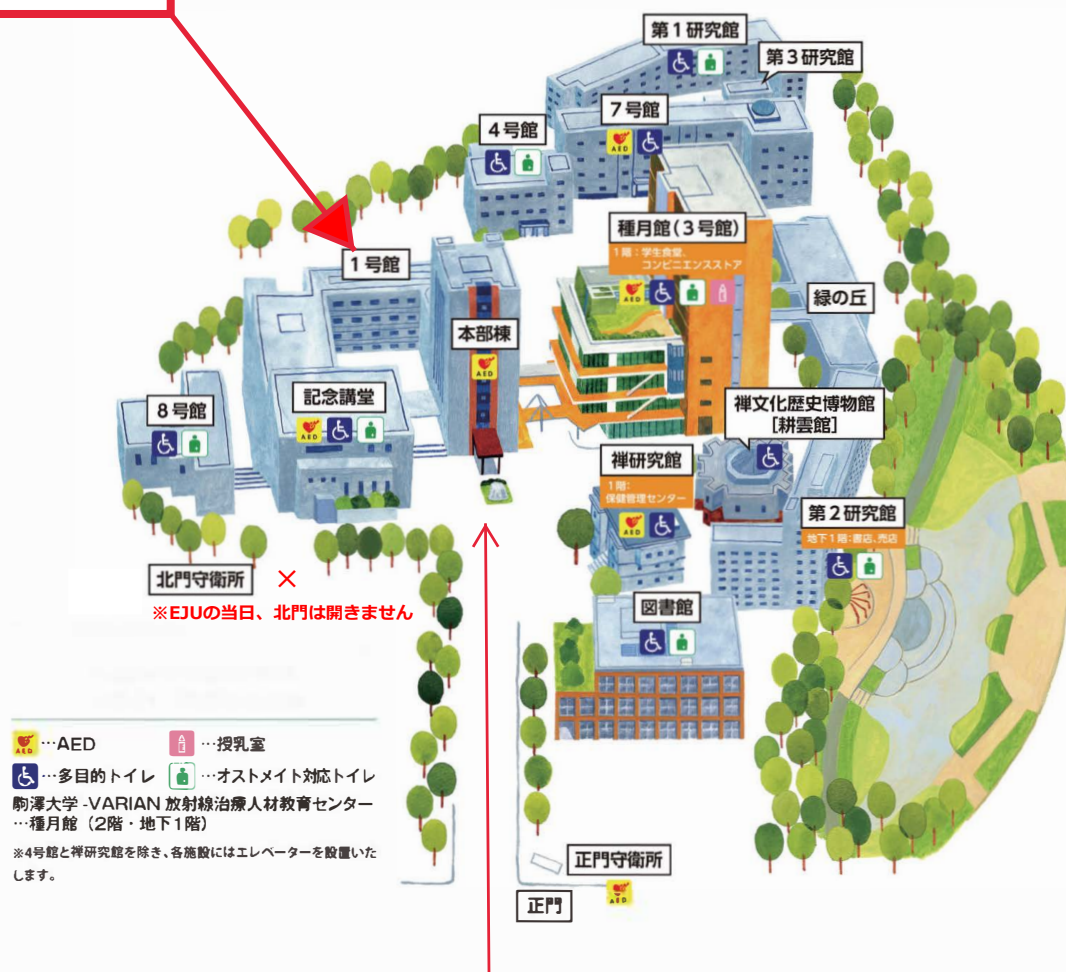 第1研究館
第3研究館
7号館
AED
4号館
種月館(3号館)
1階:学生食堂、
コンビニエンスストア
AED
1号館
緑の丘
本部棟
AED
禅文化歴史博物館
[耕雲館]
8号館
記念講堂
AED
禅研究館
1階:
保健管理センター
AED
第2研究館
地下1階:書店、売店
北門守衛所 ×
※EJUの当日、北門は開きません
図書館
AED …AED
…授乳室
…多目的トイレ
…オストメイト対応トイレ
駒澤大学 -VARIAN 放射線治療人材教育センター
…種月館(2階・地下1階)
※4号館と禅研究館を除き、各施設にはエレベーターを設置いた
します。
正門守衛所
AED
正門